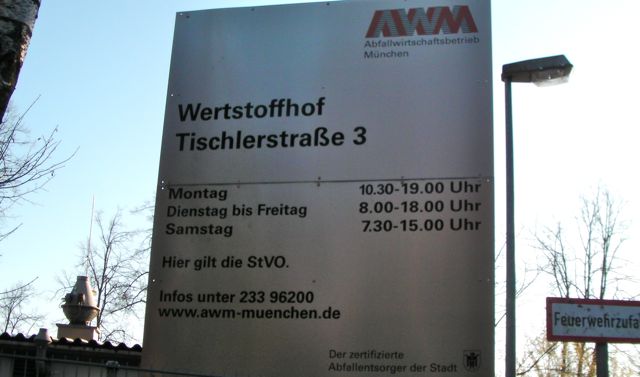 AWM
Abfallwirtschaftsbetrieb
München
Wertstoffhof
Tischlerstraße 3
Montag 10.30-19.00 Uhr
Dienstag bis Freitag 8.00-18.00 Uhr
Samstag 7.30-15.00 Uhr
Hier gilt die StVO.
Infos unter 233 96200
www.awm-muenchen.de
Der zertifizierte
Abfallentsorger der Stadt
Feuerwehrzufa